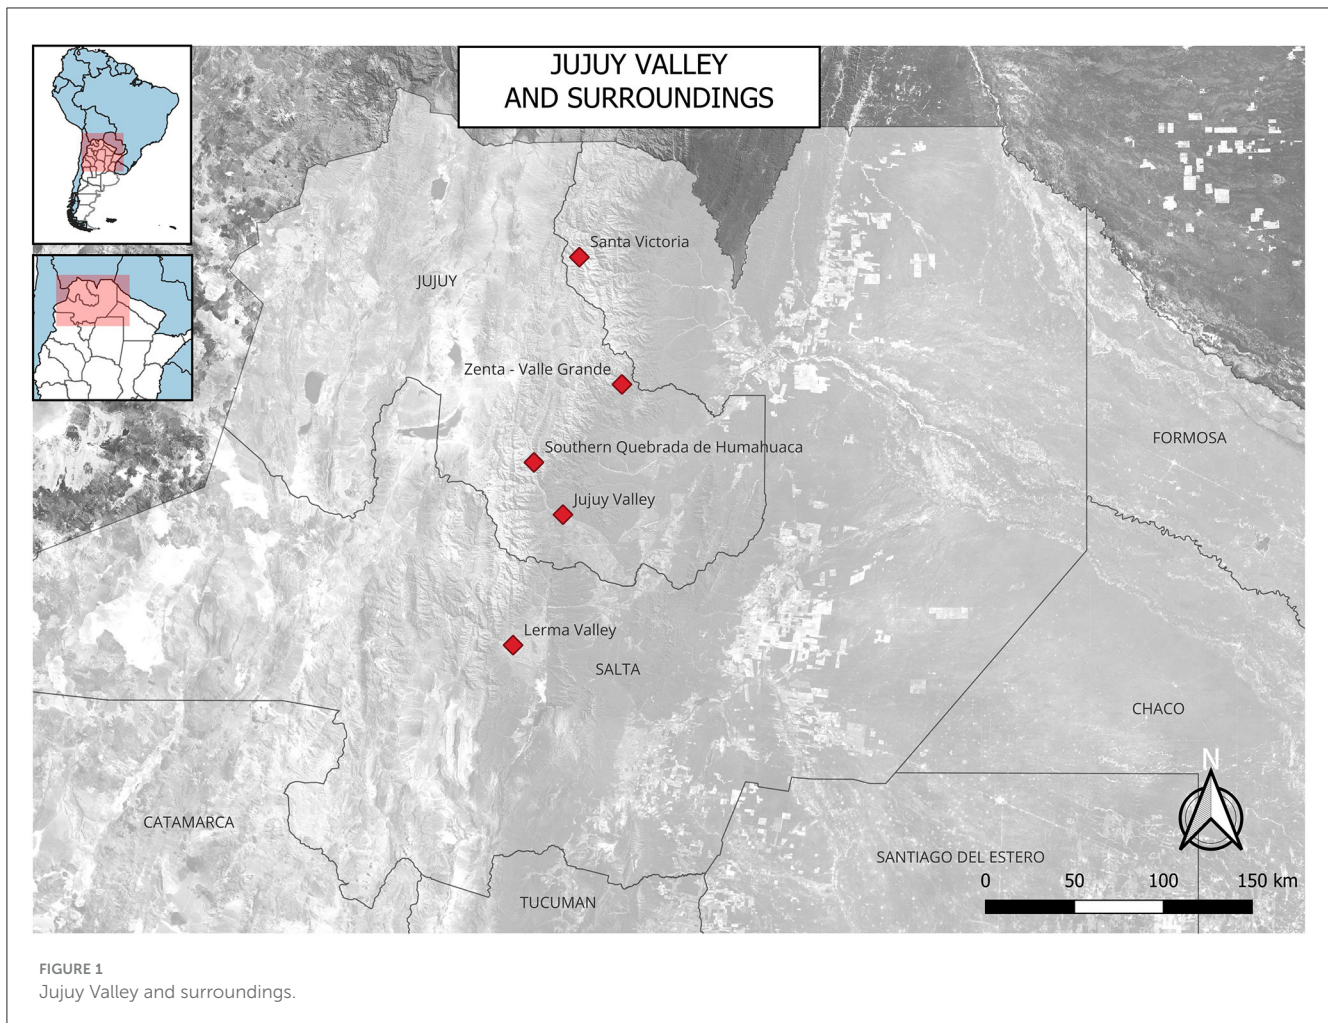 JUJUY VALLEY
AND SURROUNDINGS
Santa Victoria
JUJUY
Zenta - Valle Grande
Southern Quebrada de Humahuaca
FORMOSA
Jujuy Valley
Lerma Valley
SALTA
CHACO
N
CATAMARCA
SANTIAGO DEL ESTERO
0 50 100 150 km
TUCUMAN
FIGURE 1
Jujuy Valley and surroundings.